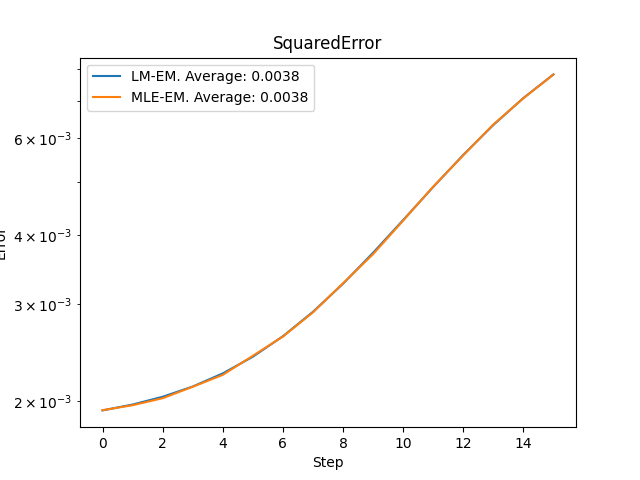 SquaredError
LM-EM. Average: 0.0038
MLE-EM. Average: 0.0038
6 × 10⁻³
4 × 10⁻³
3 × 10⁻³
2 × 10⁻³
Error
0 2 4 6 8 10 12 14
Step